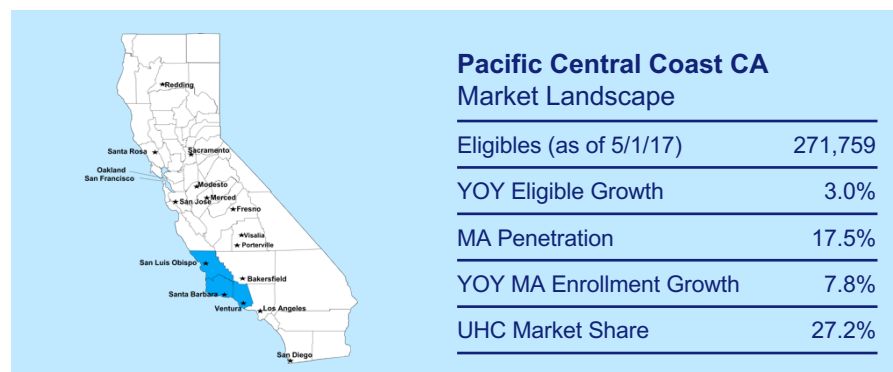 Redding
Santa Rosa
Sacramento
Oakland
San Francisco
Modesto
Merced
San Jose
Fresno
Visalia
Porterville
San Luis Obispo
Bakersfield
Santa Barbara
Ventura
Los Angeles
San Diego
Pacific Central Coast CA
Market Landscape
Eligibles (as of 5/1/17) 271,759
YOY Eligible Growth 3.0%
MA Penetration 17.5%
YOY MA Enrollment Growth 7.8%
UHC Market Share 27.2%